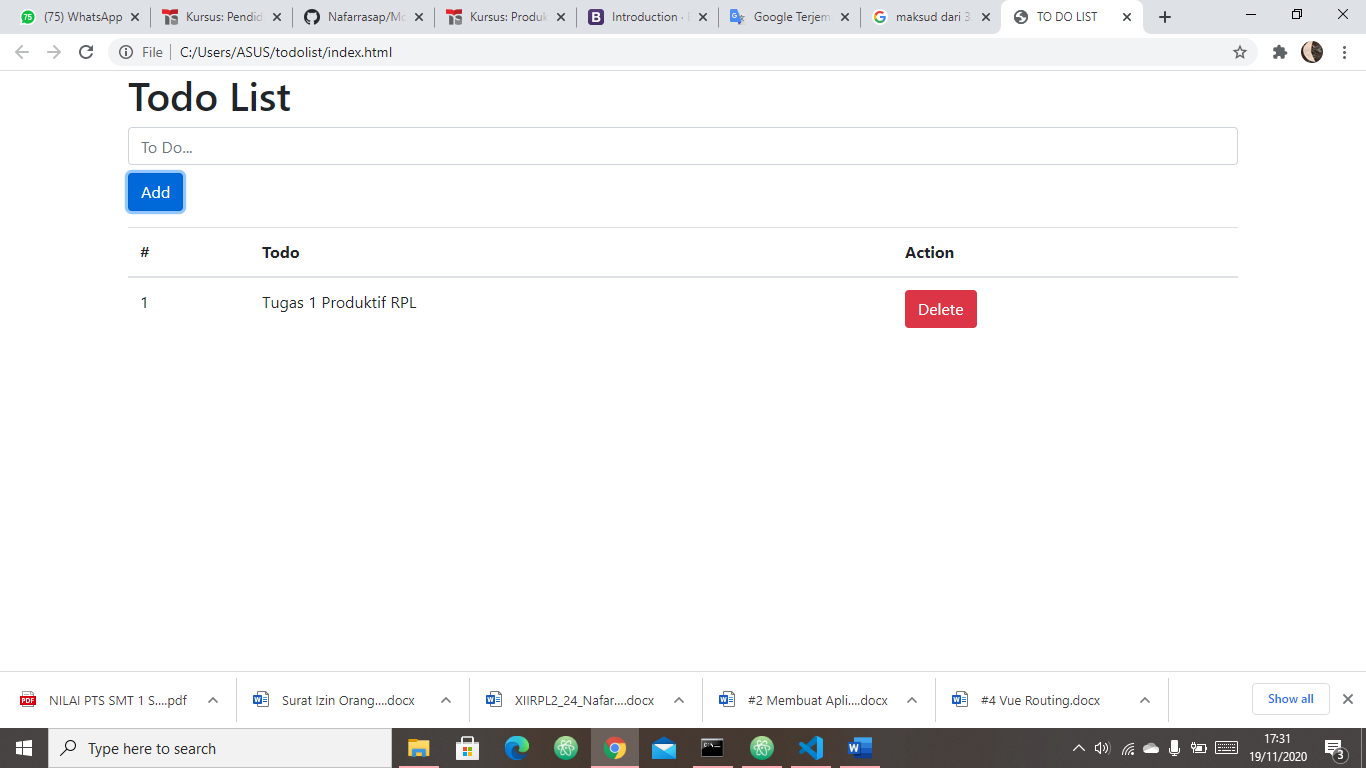 75 (75) WhatsApp
Kursus: Pendid
Nafarrasap/Mo
Kursus: Produk
B Introduction ·
Google Terjem
maksud dari 3.
TO DO LIST
File C:/Users/ASUS/todolist/index.html
Todo List
To Do...
Add
# Todo Action
1 Tugas 1 Produktif RPL Delete
NILAI PTS SMT 1 S....pdf
Surat Izin Orang....docx
XIIRPL2_24_Nafar....docx
#2 Membuat Apli....docx
#4 Vue Routing.docx
Show all
Type here to search
17:31
19/11/2020
3